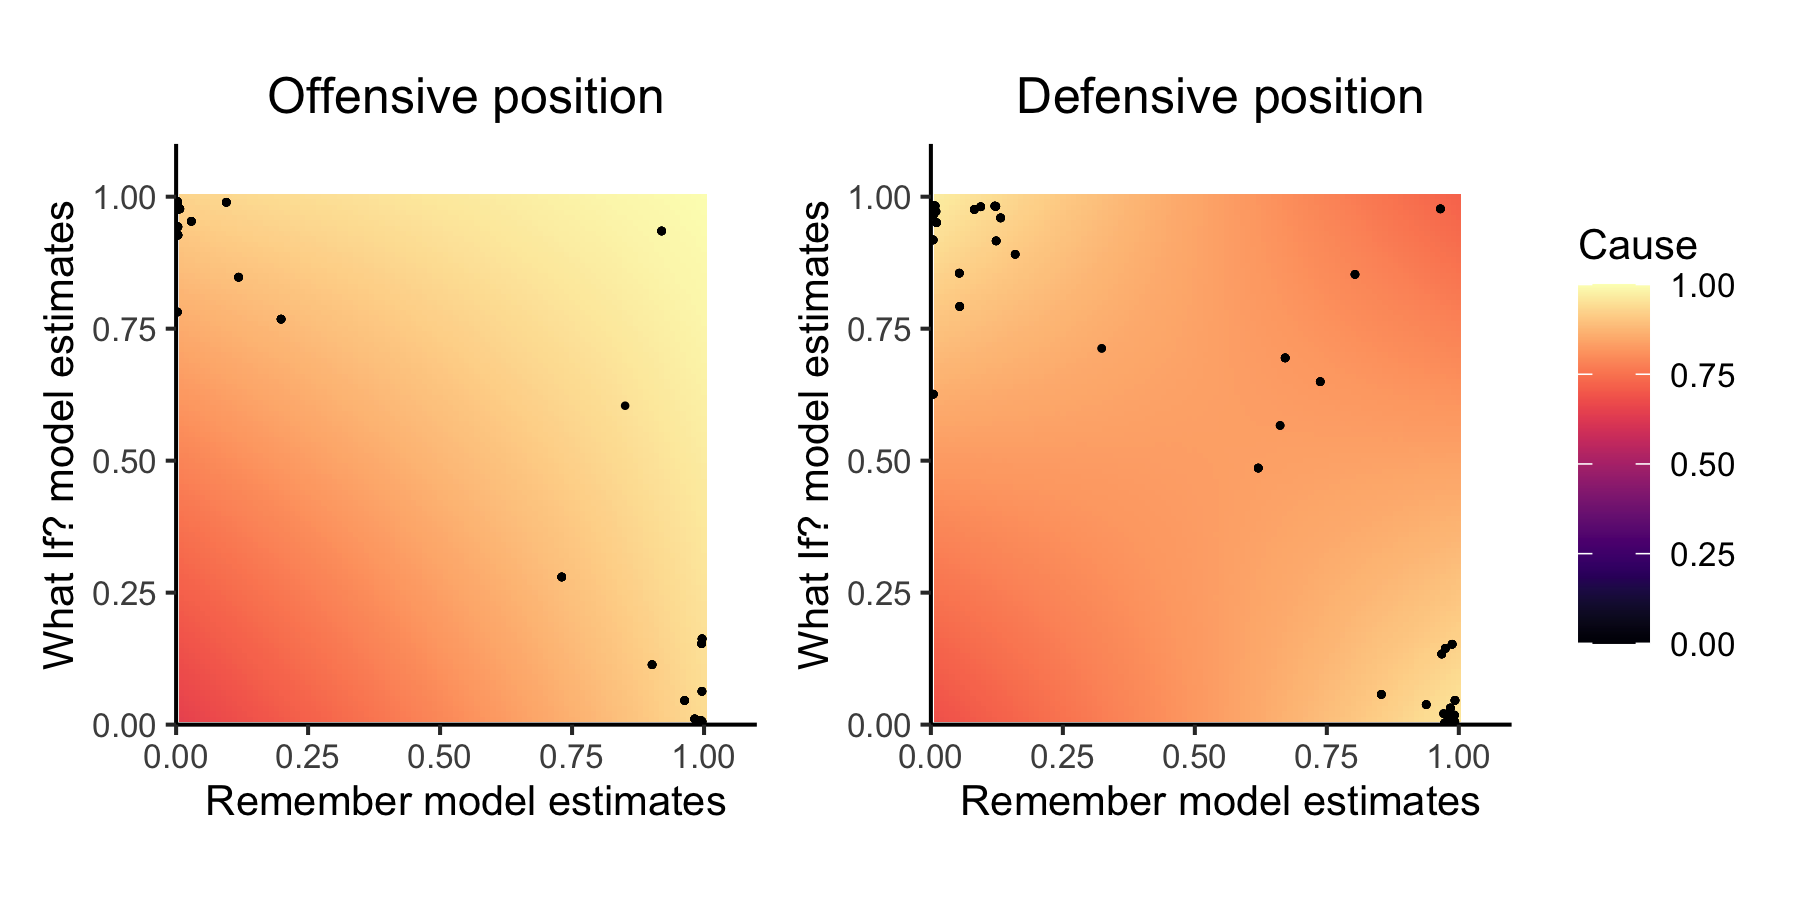 Offensive position
Defensive position
What If? model estimates
1.00
0.75
0.50
0.25
0.00
0.00 0.25 0.50 0.75 1.00
Remember model estimates
What If? model estimates
1.00
0.75
0.50
0.25
0.00
0.00 0.25 0.50 0.75 1.00
Remember model estimates
Cause
1.00
0.75
0.50
0.25
0.00